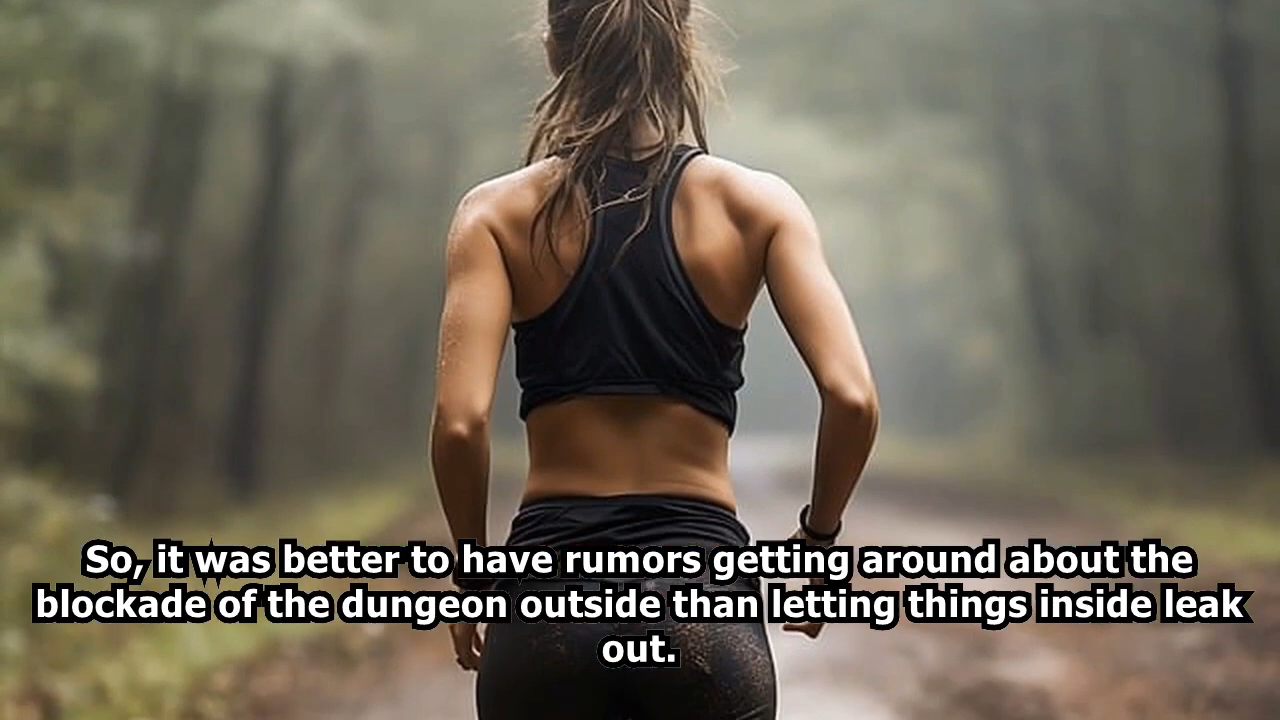 So, it was better to have rumors getting around about the
blockade of the dungeon outside than letting things inside leak
out.